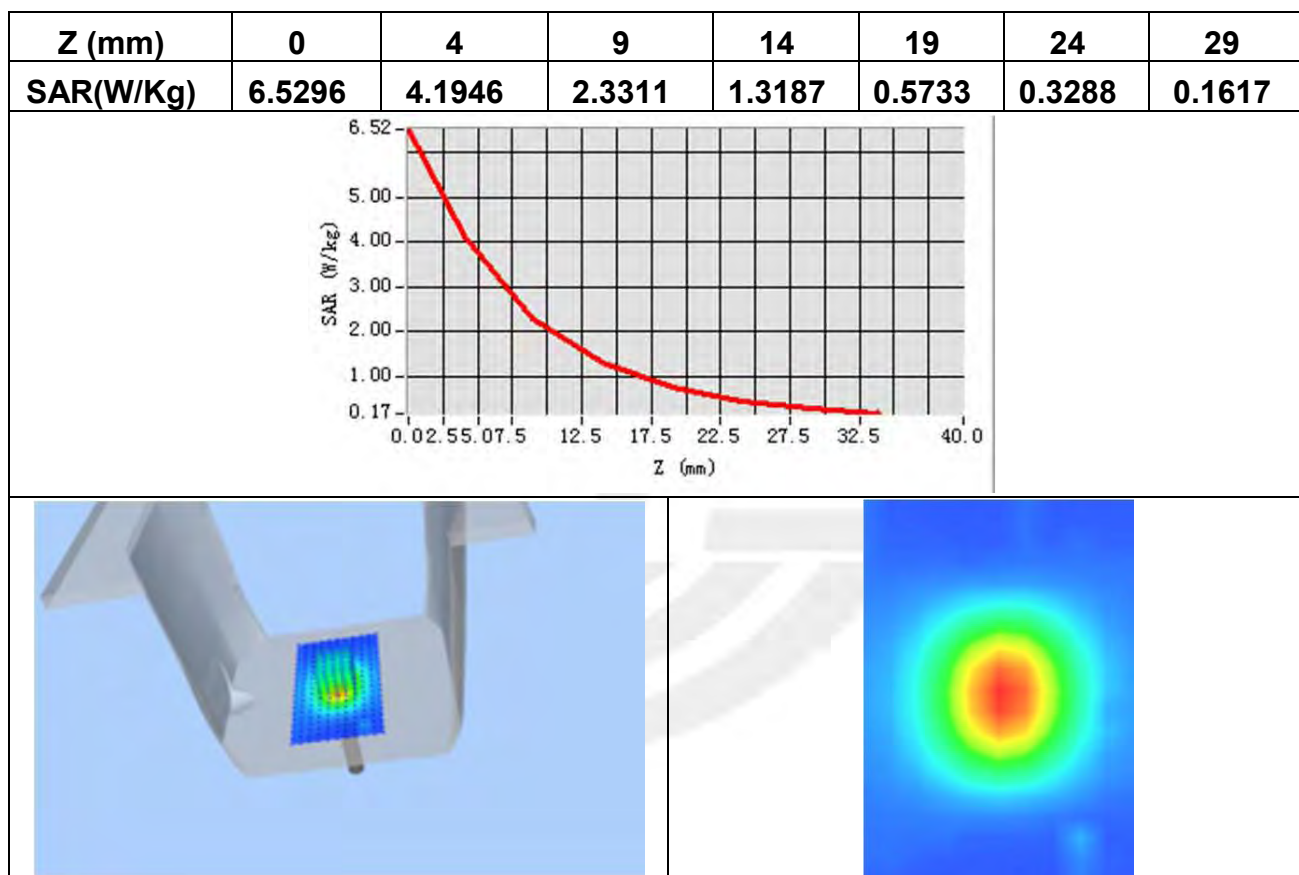 Z (mm) 0 4 9 14 19 24 29
SAR(W/Kg) 6.5296 4.1946 2.3311 1.3187 0.5733 0.3288 0.1617
6.52
5.00
4.00
3.00
2.00
1.00
0.17
SAR (W/kg)
0.0 2.5 5.0 7.5 12.5 17.5 22.5 27.5 32.5 40.0
Z (mm)